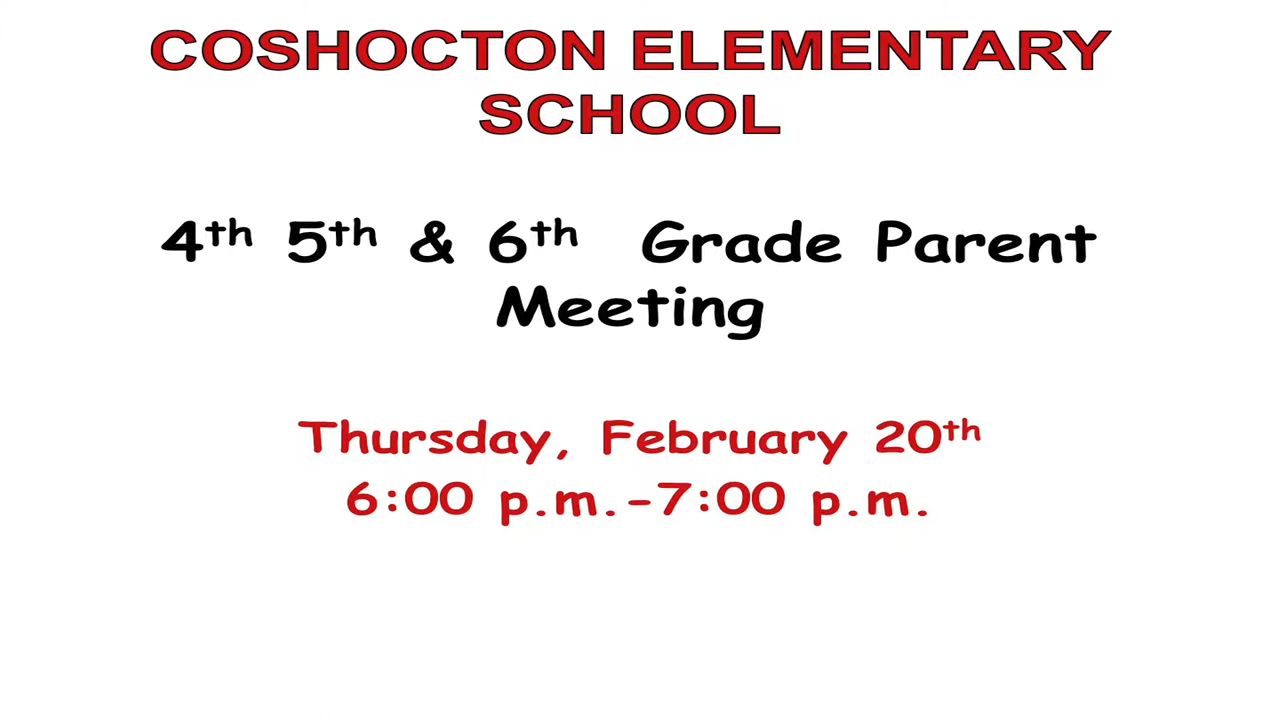 COSHOCTON ELEMENTARY
SCHOOL
4th 5th & 6th Grade Parent
Meeting
Thursday, February 20th
6:00 p.m.-7:00 p.m.